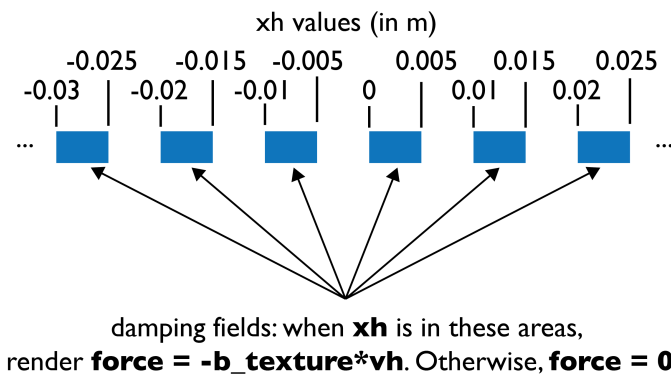 xh values (in m)
-0.025 -0.015 -0.005 0.005 0.015 0.025
-0.03 -0.02 -0.01 0 0.01 0.02
... ...
damping fields: when xh is in these areas,
render force = -b_texture*vh. Otherwise, force = 0